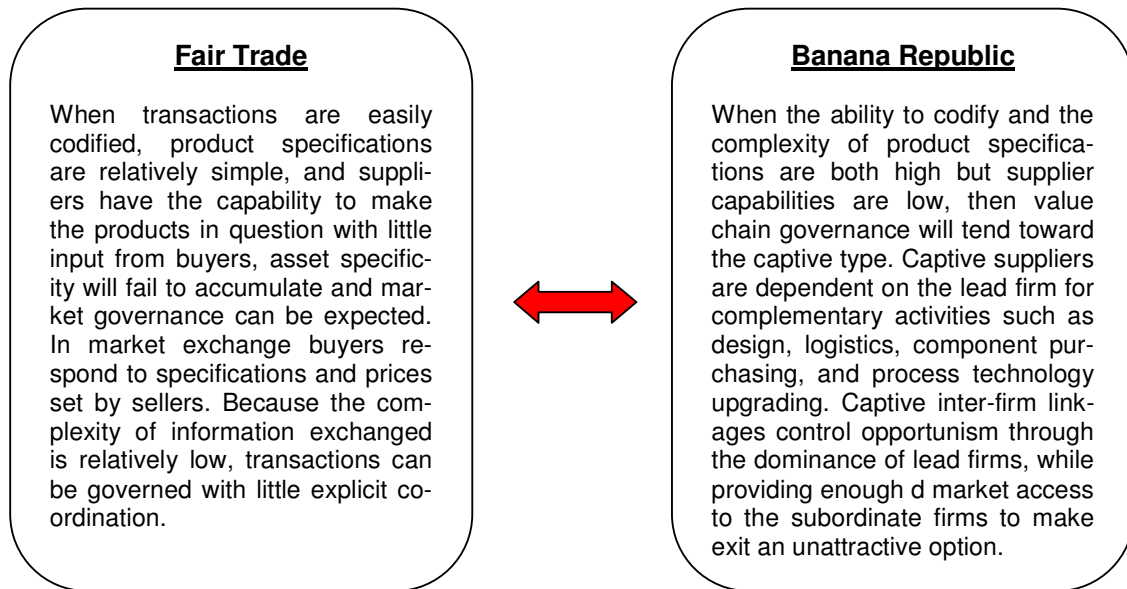 Fair Trade
When transactions are easily
codified, product specifications
are relatively simple, and suppli-
ers have the capability to make
the products in question with little
input from buyers, asset specific-
ity will fail to accumulate and mar-
ket governance can be expected.
In market exchange buyers re-
spond to specifications and prices
set by sellers. Because the com-
plexity of information exchanged
is relatively low, transactions can
be governed with little explicit co-
ordination.
Banana Republic
When the ability to codify and the
complexity of product specifica-
tions are both high but supplier
capabilities are low, then value
chain governance will tend toward
the captive type. Captive suppliers
are dependent on the lead firm for
complementary activities such as
design, logistics, component pur-
chasing, and process technology
upgrading. Captive inter-firm link-
ages control opportunism through
the dominance of lead firms, while
providing enough d market access
to the subordinate firms to make
exit an unattractive option.